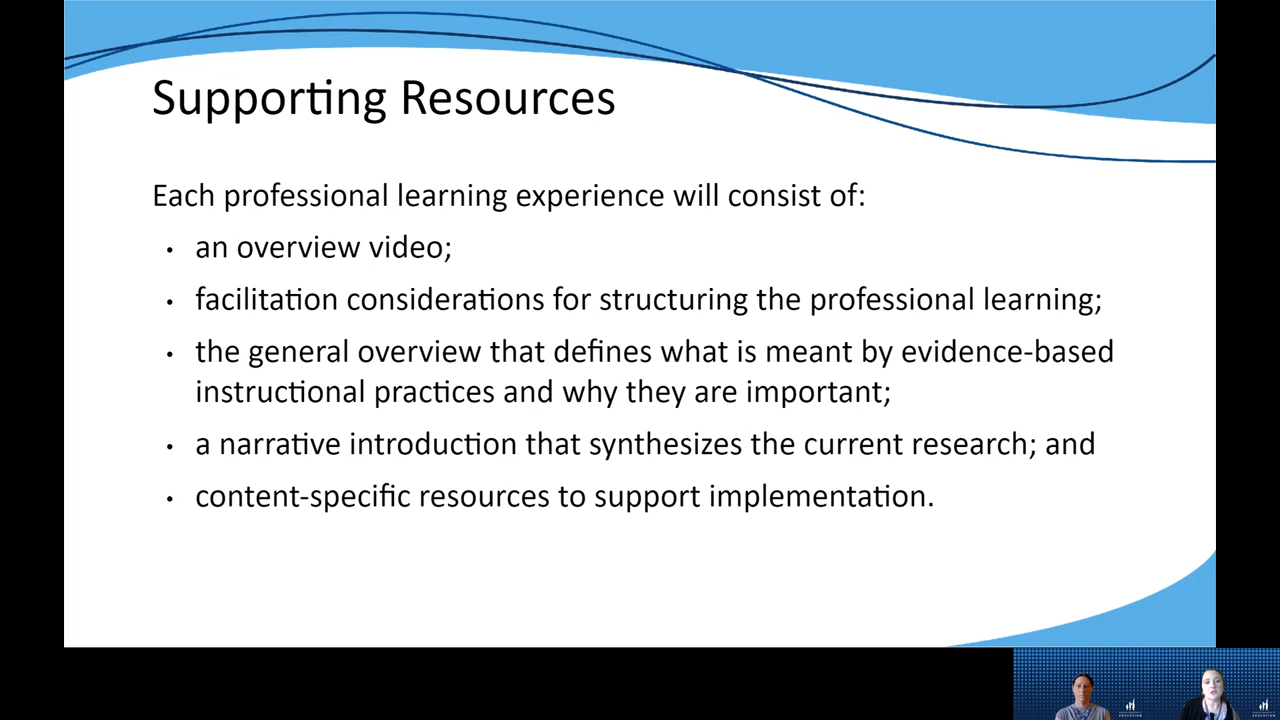 Supporting Resources
Each professional learning experience will consist of:
• an overview video;
• facilitation considerations for structuring the professional learning;
• the general overview that defines what is meant by evidence-based
instructional practices and why they are important;
• a narrative introduction that synthesizes the current research; and
• content-specific resources to support implementation.
EDUCATION
EDUCATION